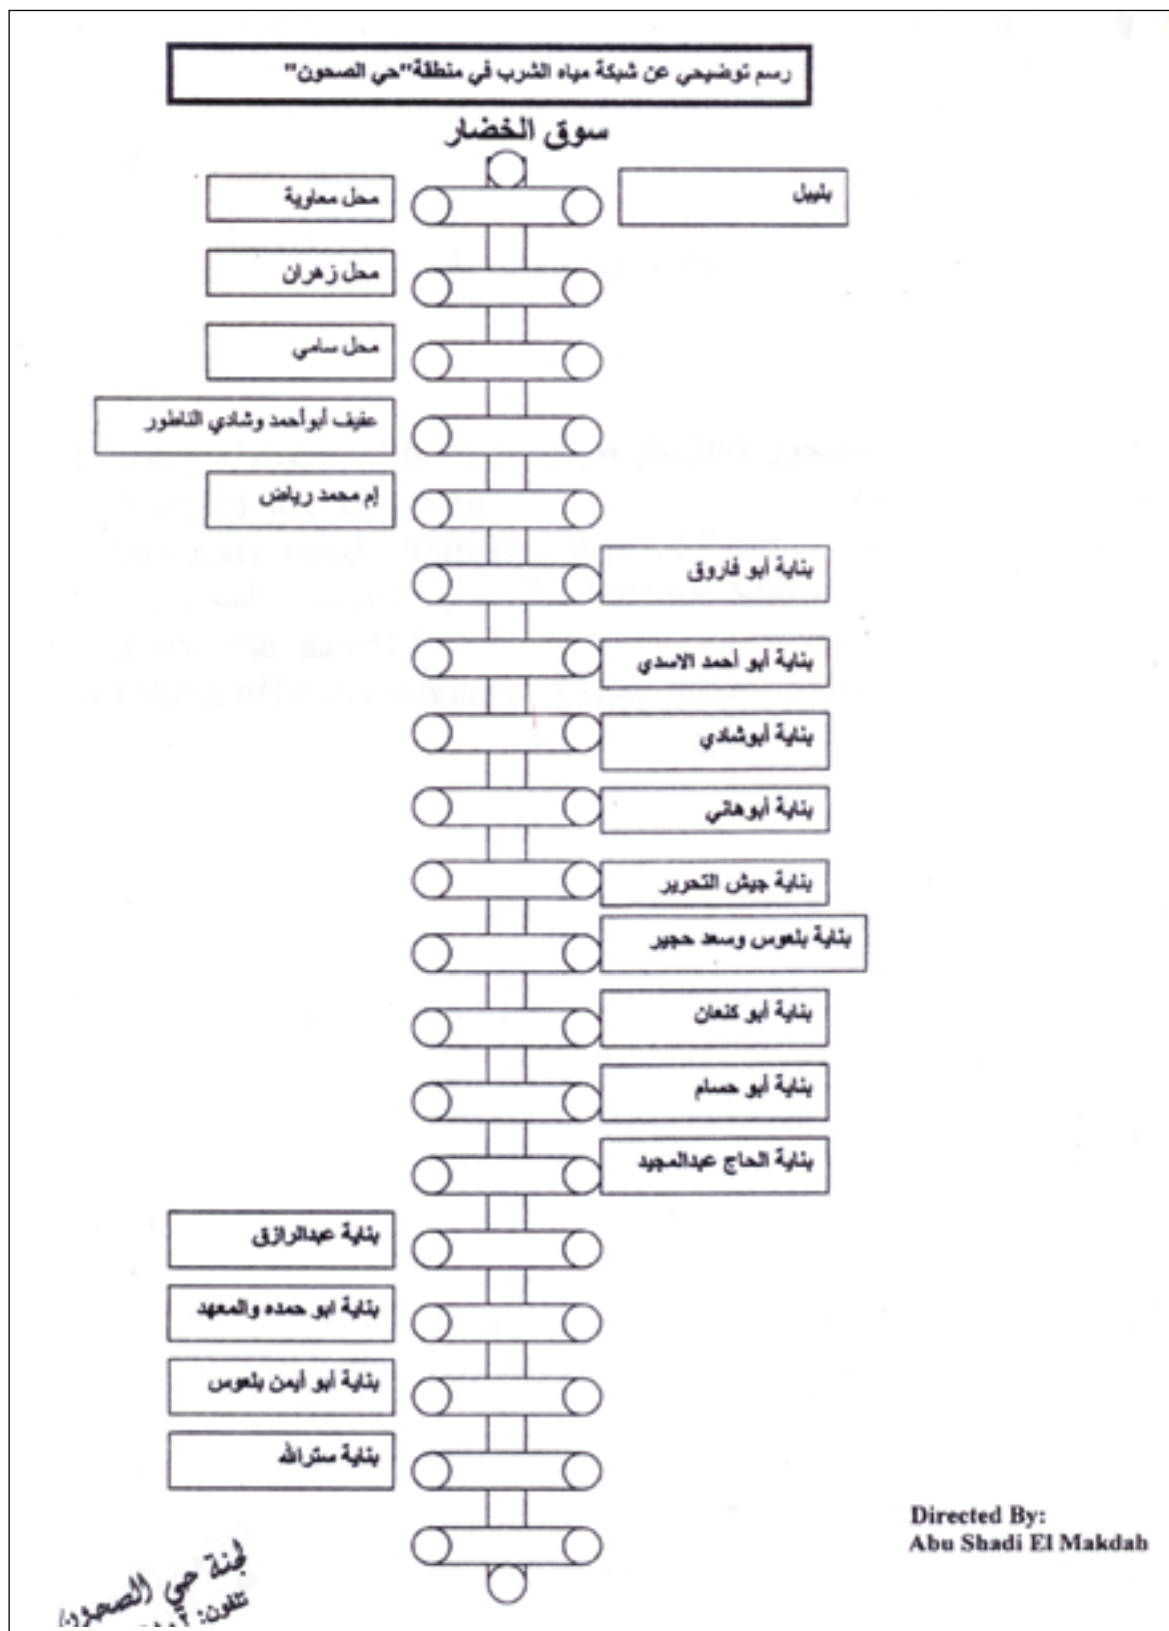 رسم توضيحي عن شبكة مياه الشرب في منطقة"حي الصحون"
سوق الخضار
محل معاوية
بليبل
محل زهران
محل سامي
عفيف أبوأحمد وشادي الناطور
إم محمد رياض
بناية أبو فاروق
بناية أبو أحمد الاسدي
بناية أبوشادي
بناية أبوهاني
بناية جيش التحرير
بناية بلعوس وسعد حجير
بناية أبو كنعان
بناية أبو حسام
بناية الحاج عبدالمجيد
بناية عبدالرازق
بناية ابو حمده والمعهد
بناية أبو أيمن بلعوس
بناية سترالله
Directed By:
Abu Shadi El Makdah
لجنة حي الصحون
تلفون: